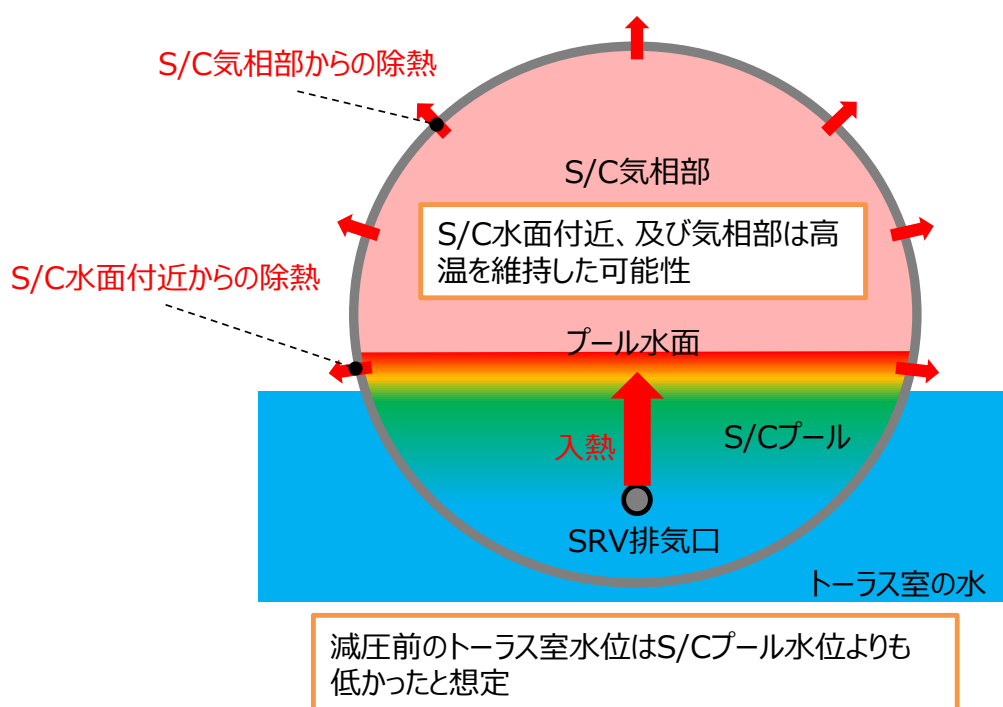 S/C気相部からの除熱
S/C気相部
S/C水面付近、及び気相部は高
温を維持した可能性
S/C水面付近からの除熱
プール水面
入熱
S/Cプール
SRV排気口
トーラス室の水
減圧前のトーラス室水位はS/Cプール水位よりも
低かったと想定